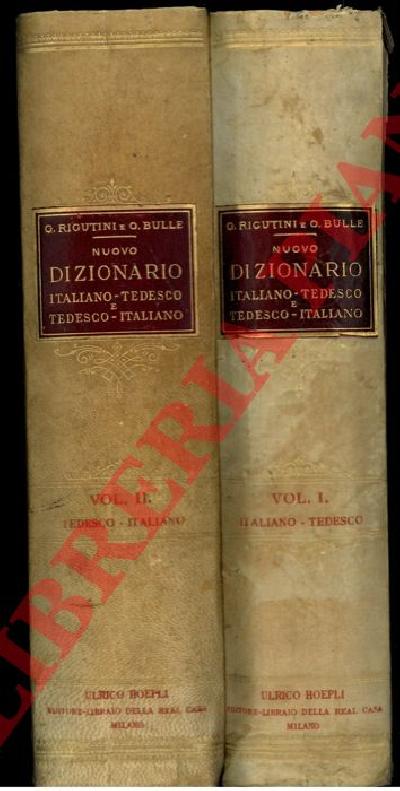 G. RIGUTINI E O. BULLE
NUOVO
DIZIONARIO
ITALIANO-TEDESCO
E
TEDESCO-ITALIANO
VOL. II.
TEDESCO-ITALIANO
ULRICO HOEPLI
EDITORE-LIBRAIO DELLA REAL CASA
MILANO
G. RIGUTINI E O. BULLE
NUOVO
DIZIONARIO
ITALIANO-TEDESCO
E
TEDESCO-ITALIANO
VOL. I.
ITALIANO-TEDESCO
ULRICO HOEPLI
EDITORE-LIBRAIO DELLA REAL CASA
MILANO
LIBRERIA